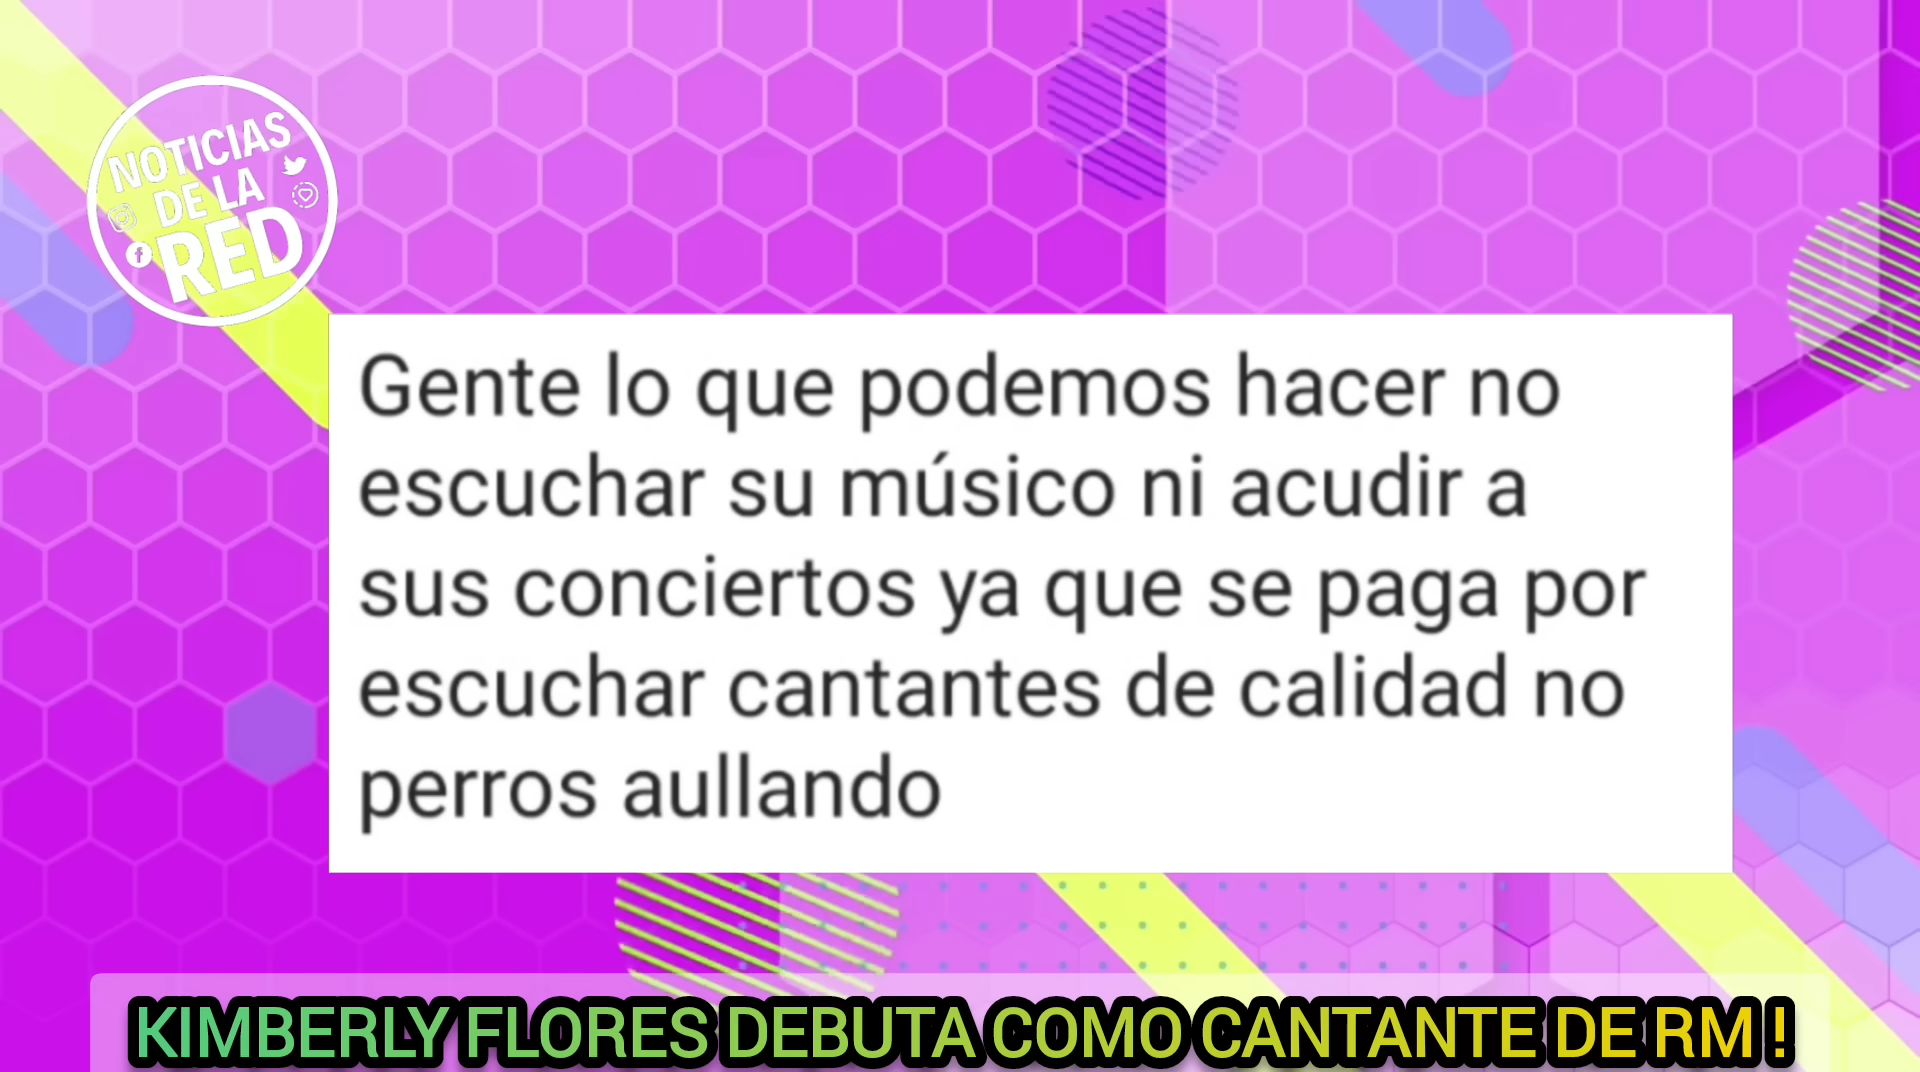 NOTICIAS
DE LA
RED
Gente lo que podemos hacer no
escuchar su músico ni acudir a
sus conciertos ya que se paga por
escuchar cantantes de calidad no
perros aullando
KIMBERLY FLORES DEBUTA COMO CANTANTE DE RM !